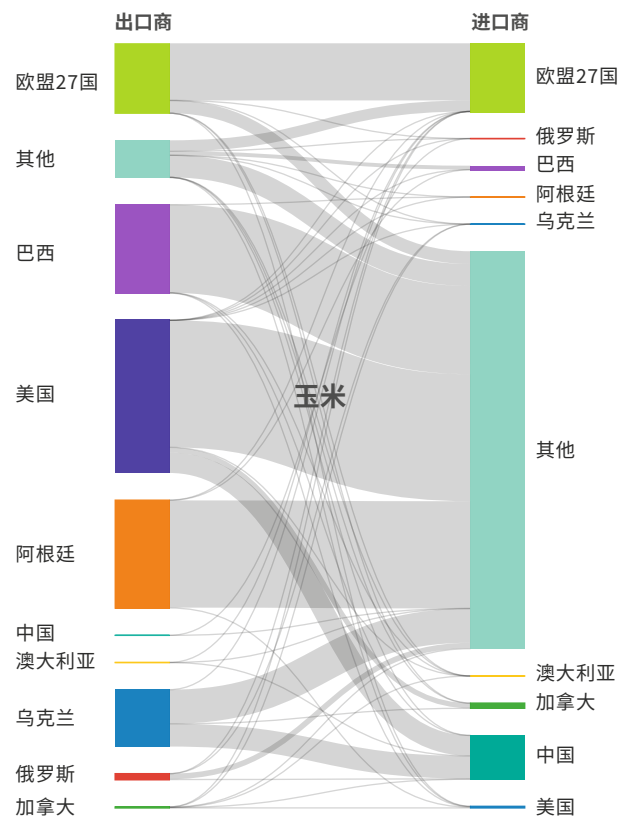 出口商
进口商
欧盟27国
其他
巴西
美国
阿根廷
中国
澳大利亚
乌克兰
俄罗斯
加拿大
玉米
欧盟27国
俄罗斯
巴西
阿根廷
乌克兰
其他
澳大利亚
加拿大
中国
美国